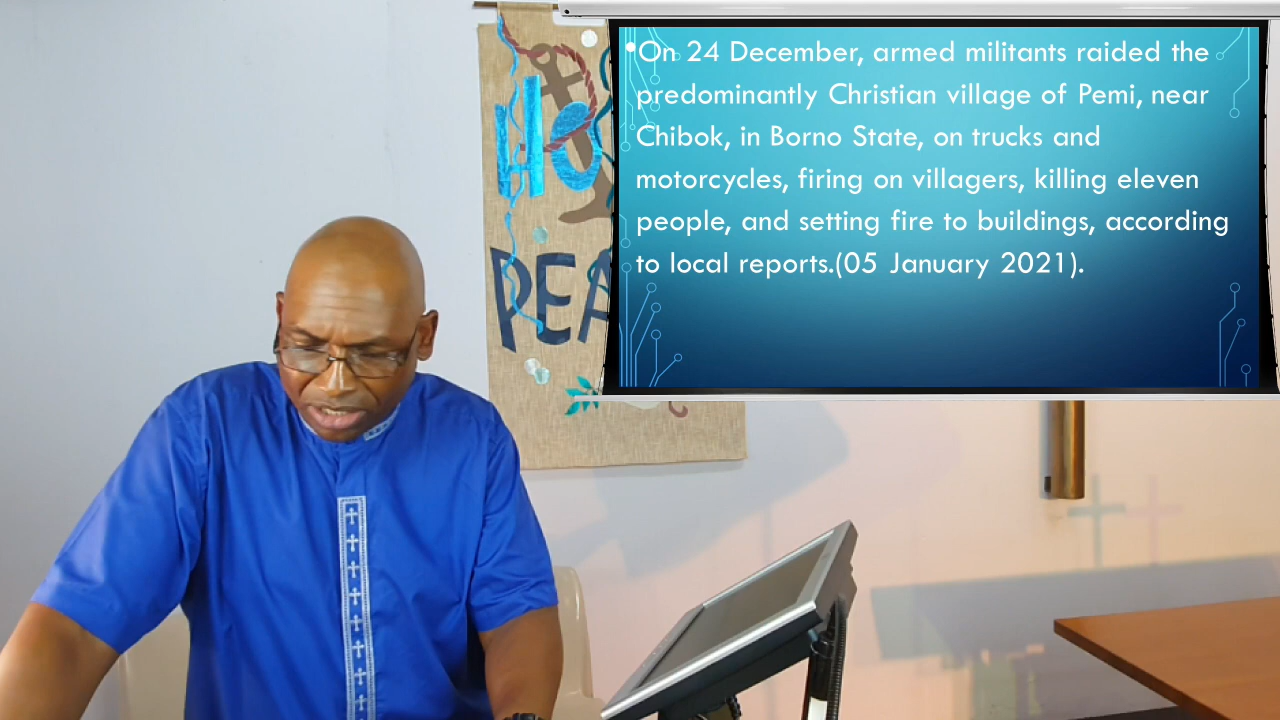 HO
PEA
•On 24 December, armed militants raided the
predominantly Christian village of Pemi, near
Chibok, in Borno State, on trucks and
motorcycles, firing on villagers, killing eleven
people, and setting fire to buildings, according
to local reports.(05 January 2021).